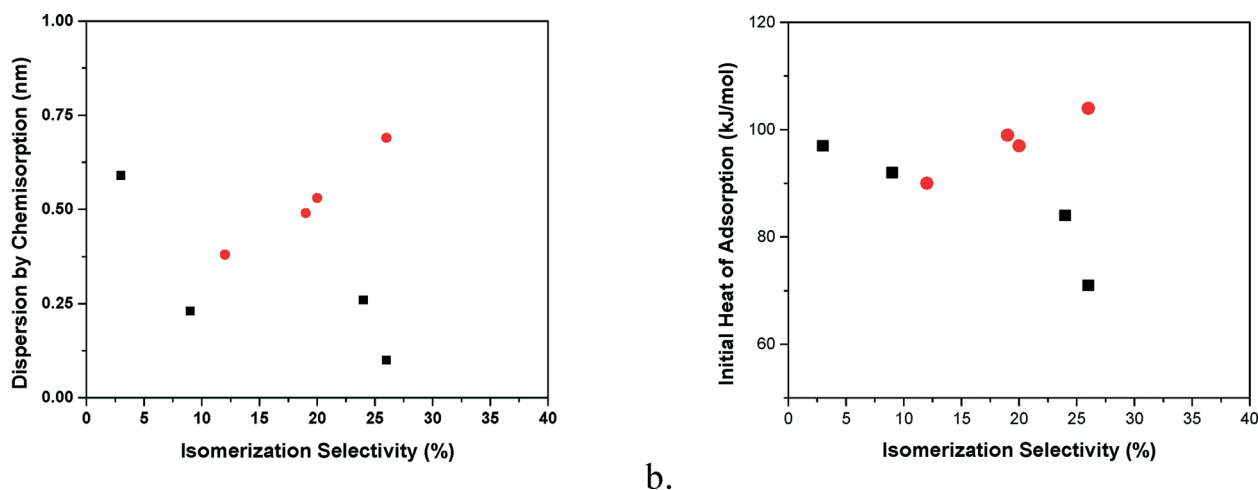 1.00
0.75
0.50
0.25
0.00
Dispersion by Chemisorption (nm)
0 5 10 15 20 25 30 35 40
Isomerization Selectivity (%)
b.
120
100
80
60
Initial Heat of Adsorption (kJ/mol)
0 5 10 15 20 25 30 35 40
Isomerization Selectivity (%)